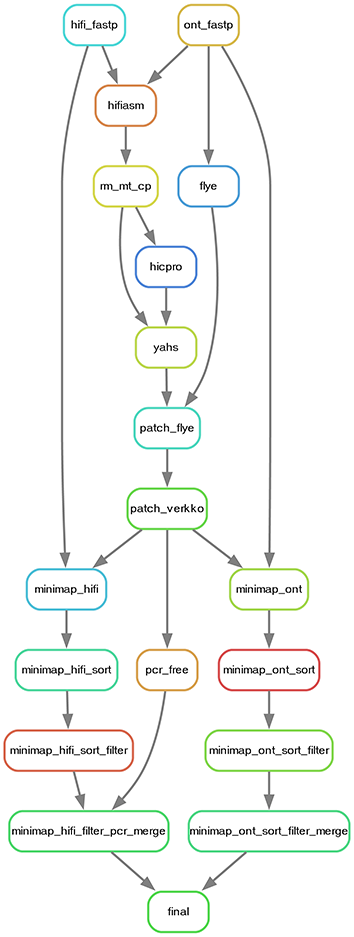 hifi_fastp
ont_fastp
hifiasm
rm_mt_cp
flye
hicpro
yahs
patch_flye
patch_verkko
minimap_hifi
minimap_ont
minimap_hifi_sort
pcr_free
minimap_ont_sort
minimap_hifi_sort_filter
minimap_ont_sort_filter
minimap_hifi_filter_pcr_merge
minimap_ont_sort_filter_merge
final